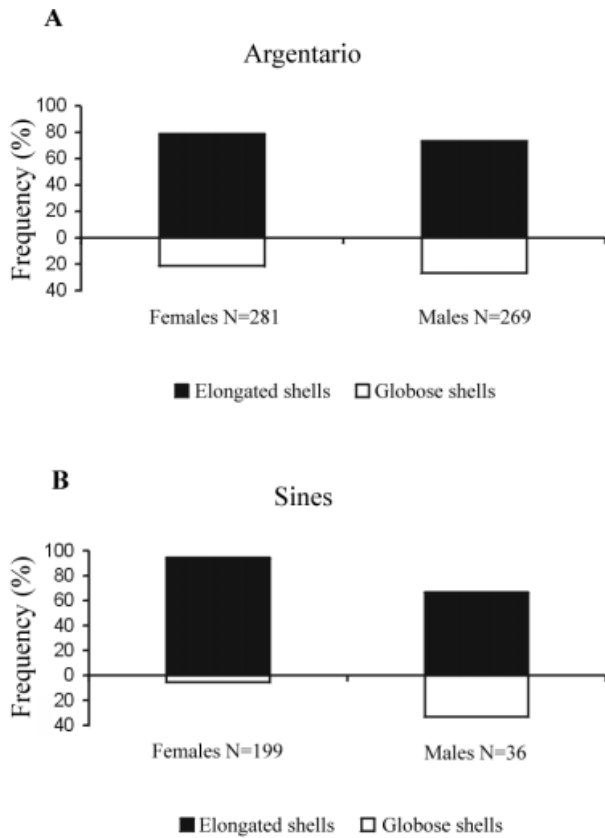 A
Argentario
Frequency (%)
100
80
60
40
20
0
20
40
Females N=281 Males N=269
Elongated shells Globose shells
B
Sines
Frequency (%)
100
80
60
40
20
0
20
40
Females N=199 Males N=36
Elongated shells Globose shells